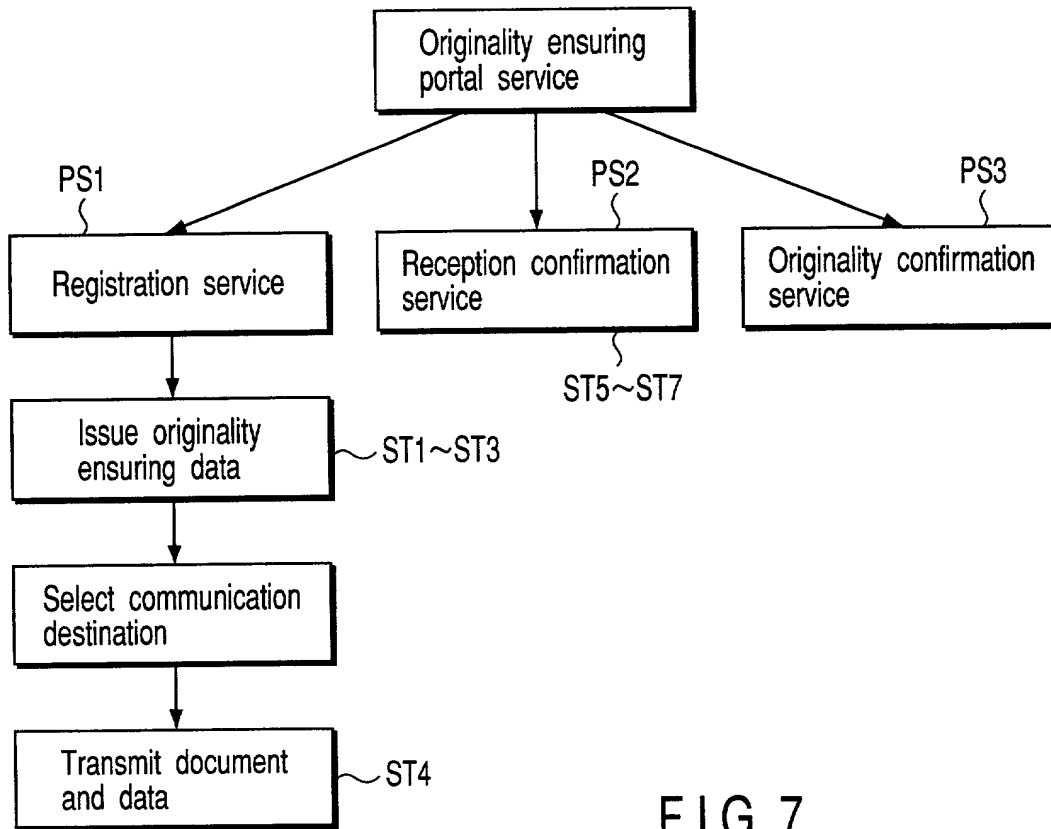 Originality ensuring
portal service
PS1
PS2
PS3
Registration service
Reception confirmation
service
Originality confirmation
service
ST5~ST7
Issue originality
ensuring data
ST1~ST3
Select communication
destination
Transmit document
and data
ST4
FIG. 7